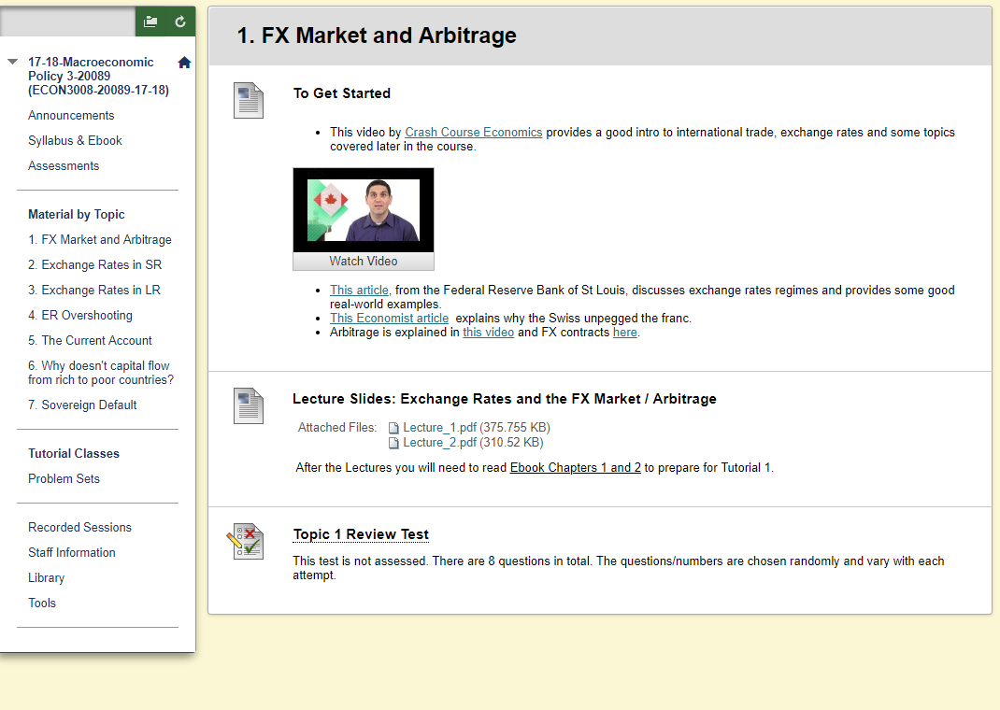 17-18-Macroeconomic
Policy 3-20089
(ECON3008-20089-17-18)
Announcements
Syllabus & Ebook
Assessments
Material by Topic
1. FX Market and Arbitrage
2. Exchange Rates in SR
3. Exchange Rates in LR
4. ER Overshooting
5. The Current Account
6. Why doesn't capital flow
from rich to poor countries?
7. Sovereign Default
Tutorial Classes
Problem Sets
Recorded Sessions
Staff Information
Library
Tools
1. FX Market and Arbitrage
To Get Started
• This video by Crash Course Economics provides a good intro to international trade, exchange rates and some topics
covered later in the course.
Watch Video
• This article, from the Federal Reserve Bank of St Louis, discusses exchange rates regimes and provides some good
real-world examples.
• This Economist article explains why the Swiss unpegged the franc.
• Arbitrage is explained in this video and FX contracts here.
Lecture Slides: Exchange Rates and the FX Market / Arbitrage
Attached Files: Lecture_1.pdf (375.755 KB)
Lecture_2.pdf (310.52 KB)
After the Lectures you will need to read Ebook Chapters 1 and 2 to prepare for Tutorial 1.
Topic 1 Review Test
This test is not assessed. There are 8 questions in total. The questions/numbers are chosen randomly and vary with each
attempt.